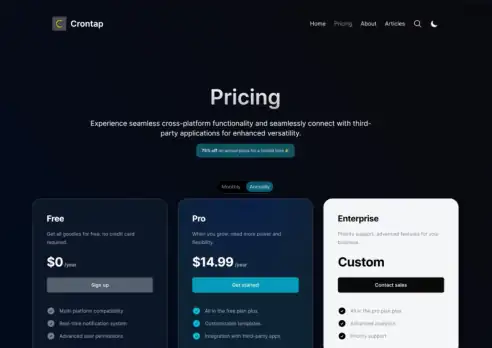 Crontap
Home Pricing About Articles
Pricing
Experience seamless cross-platform functionality and seamlessly connect with third-
party applications for enhanced versatility.
75% off on annual plans for a limited time
Monthly Annually
Free
Get all goodies for free, no credit card
required.
$0 /year
Sign up
Multi-platform compatibility
Real-time notification system
Advanced user permissions
Pro
When you grow, need more power and
flexibility.
$14.99 /year
Get started
All in the free plan plus.
Customizable templates.
Integration with third-party apps
Enterprise
Priority support, advanced features for your
business.
Custom
Contact sales
All in the pro plan plus.
Advanced analytics.
Priority support